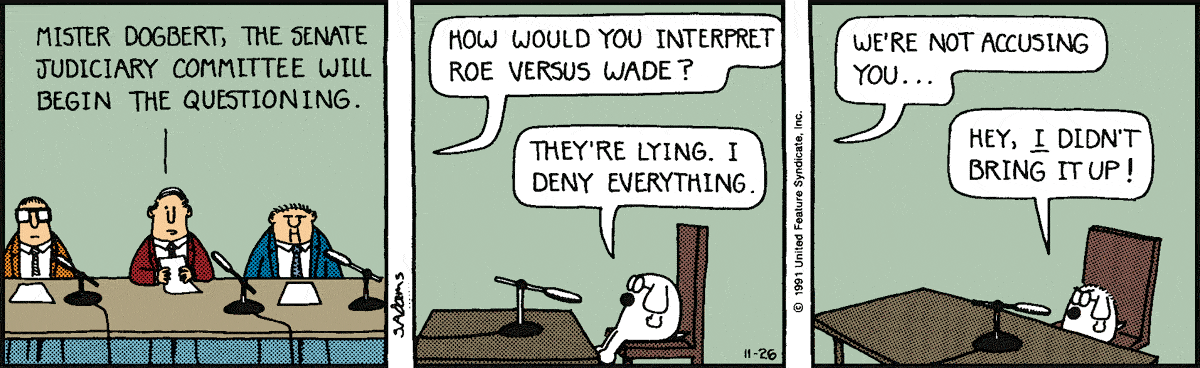 MISTER DOGBERT, THE SENATE
JUDICIARY COMMITTEE WILL
BEGIN THE QUESTIONING.
S.Adams
HOW WOULD YOU INTERPRET
ROE VERSUS WADE?
THEY'RE LYING. I
DENY EVERYTHING.
11-26
© 1991 United Feature Syndicate, Inc.
WE'RE NOT ACCUSING
YOU...
HEY, I DIDN'T
BRING IT UP!